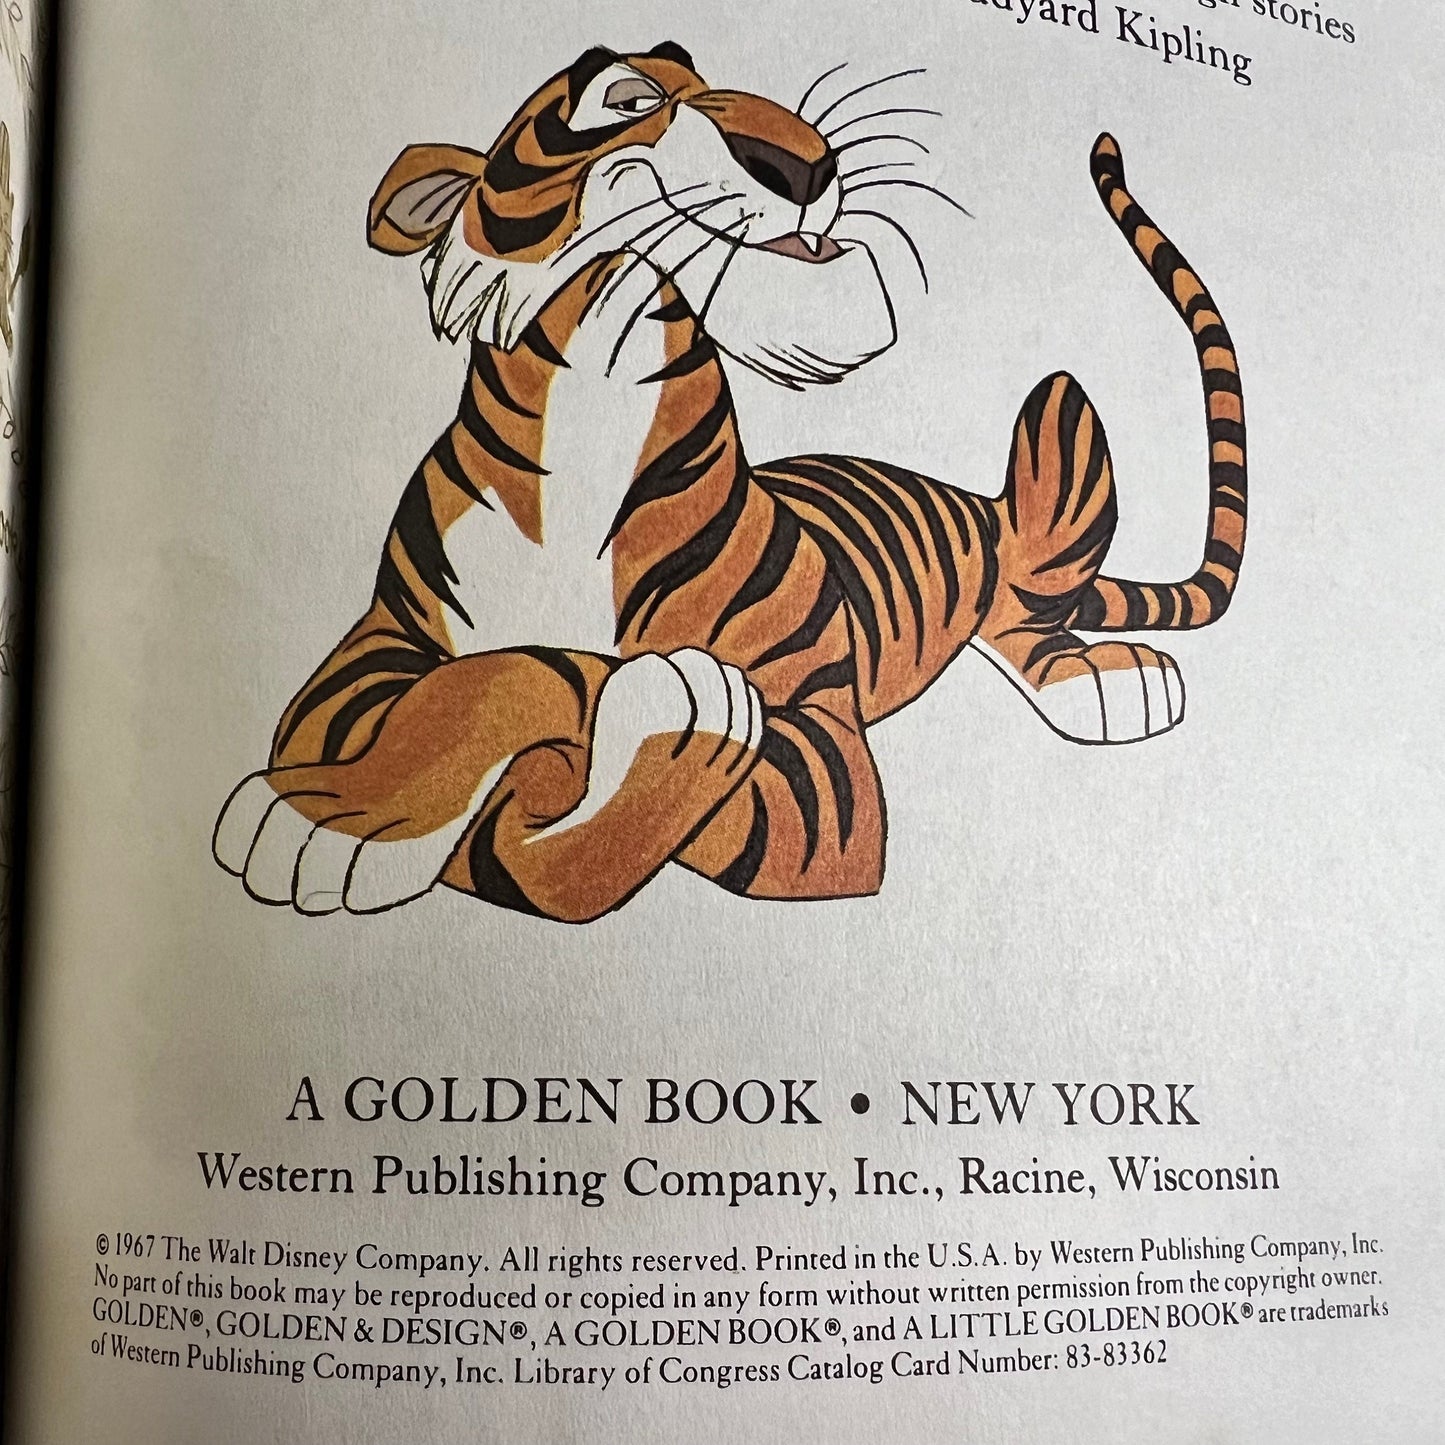 stories
Kipling
A GOLDEN BOOK • NEW YORK
Western Publishing Company, Inc., Racine, Wisconsin
© 1967 The Walt Disney Company. All rights reserved. Printed in the U.S.A. by Western Publishing Company, Inc.
No part of this book may be reproduced or copied in any form without written permission from the copyright owner.
GOLDEN®, GOLDEN & DESIGN®, A GOLDEN BOOK®, and A LITTLE GOLDEN BOOK® are trademarks
of Western Publishing Company, Inc. Library of Congress Catalog Card Number: 83-83362